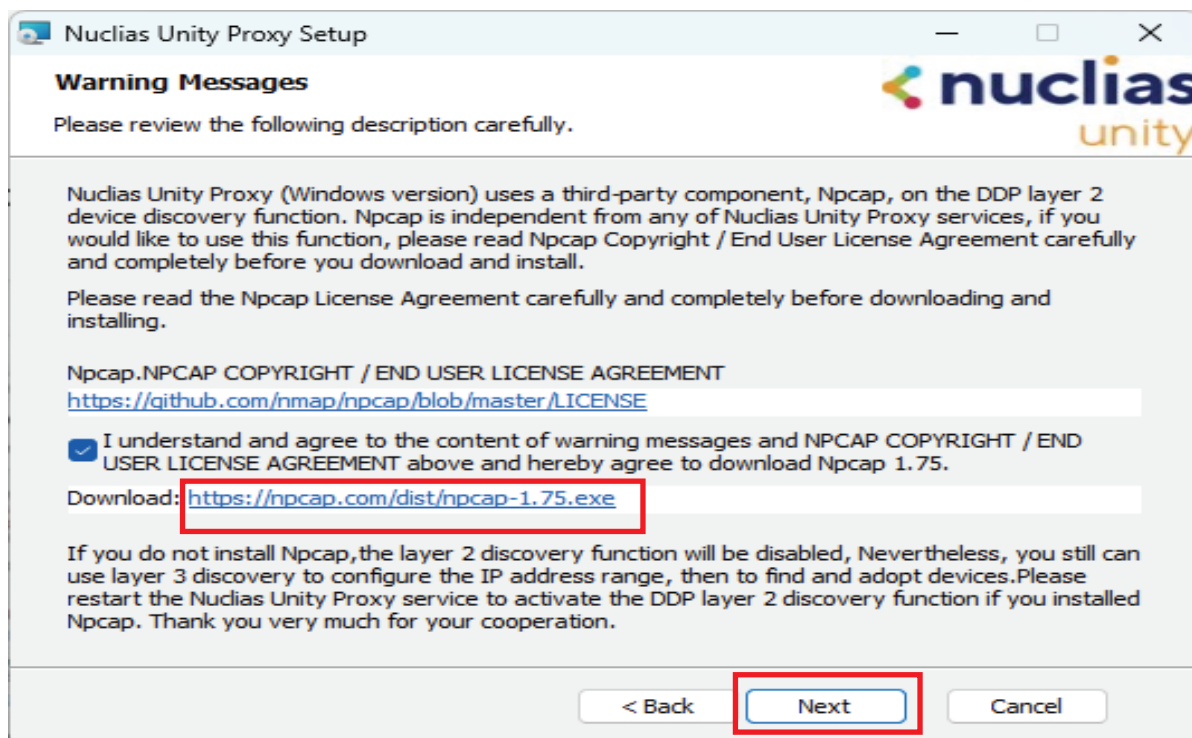 Nuclias Unity Proxy Setup
Warning Messages
Please review the following description carefully.
nuclias
unity
Nuclias Unity Proxy (Windows version) uses a third-party component, Npcap, on the DDP layer 2
device discovery function. Npcap is independent from any of Nuclias Unity Proxy services, if you
would like to use this function, please read Npcap Copyright / End User License Agreement carefully
and completely before you download and install.
Please read the Npcap License Agreement carefully and completely before downloading and
installing.
Npcap.NPCAP COPYRIGHT / END USER LICENSE AGREEMENT
https://github.com/nmap/npcap/blob/master/LICENSE
I understand and agree to the content of warning messages and NPCAP COPYRIGHT / END
USER LICENSE AGREEMENT above and hereby agree to download Npcap 1.75.
Download: https://npcap.com/dist/npcap-1.75.exe
If you do not install Npcap,the layer 2 discovery function will be disabled, Nevertheless, you still can
use layer 3 discovery to configure the IP address range, then to find and adopt devices.Please
restart the Nuclias Unity Proxy service to activate the DDP layer 2 discovery function if you installed
Npcap. Thank you very much for your cooperation.
< Back Next Cancel